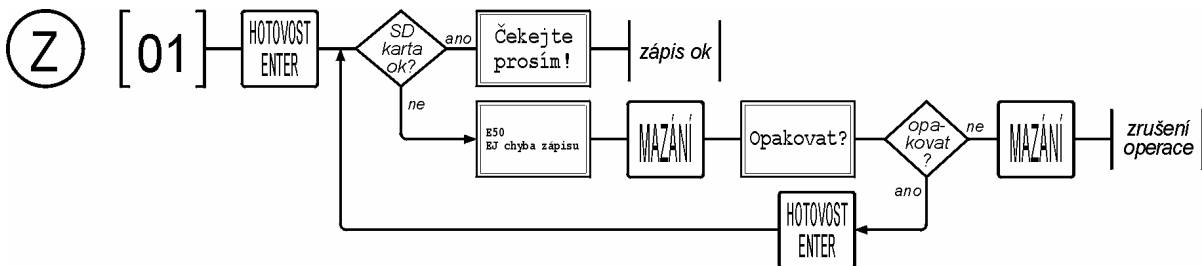 Z
[01]
HOTOVOST
ENTER
SD
karta
ok?
ano
Čekejte
prosím!
zápis ok
ne
E50
EJ chyba zápisu
MAZÁNÍ
Opakovat?
opa-
kovat
?
ne
MAZÁNÍ
zrušení
operace
ano
HOTOVOST
ENTER